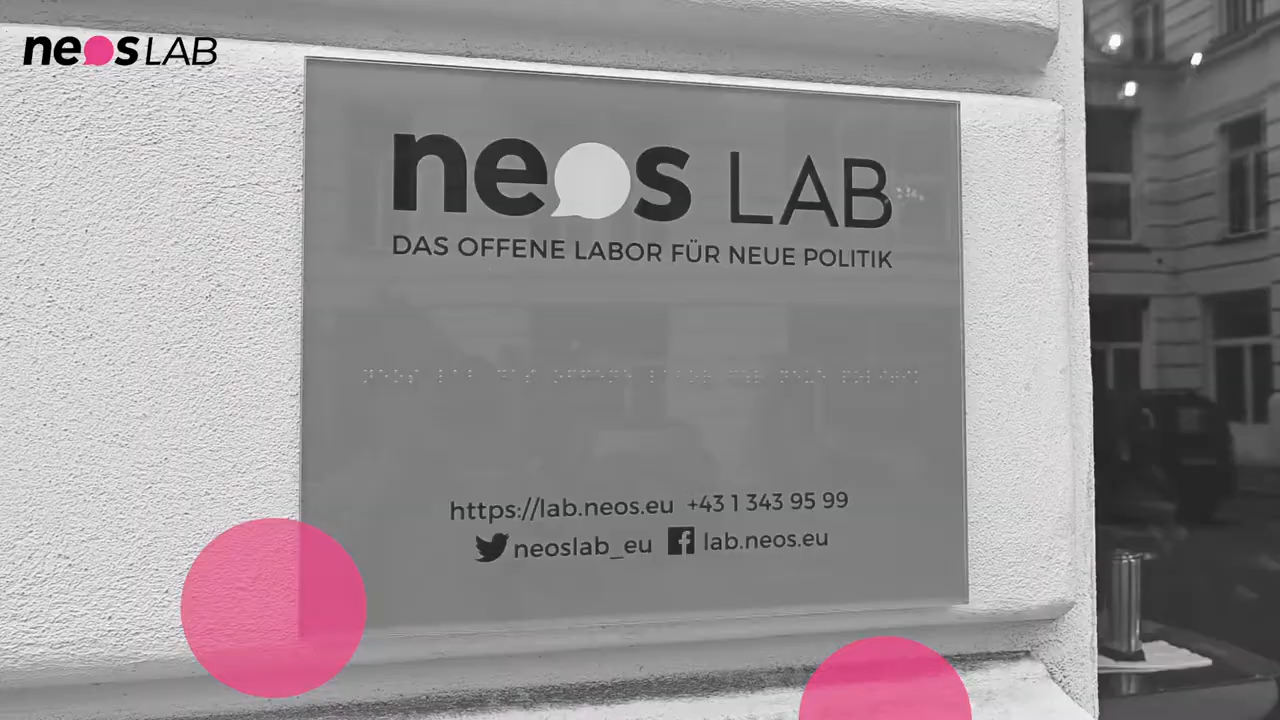 neos LAB
neos LAB
DAS OFFENE LABOR FÜR NEUE POLITIK
https://lab.neos.eu +43 1 343 95 99
neoslab_eu lab.neos.eu